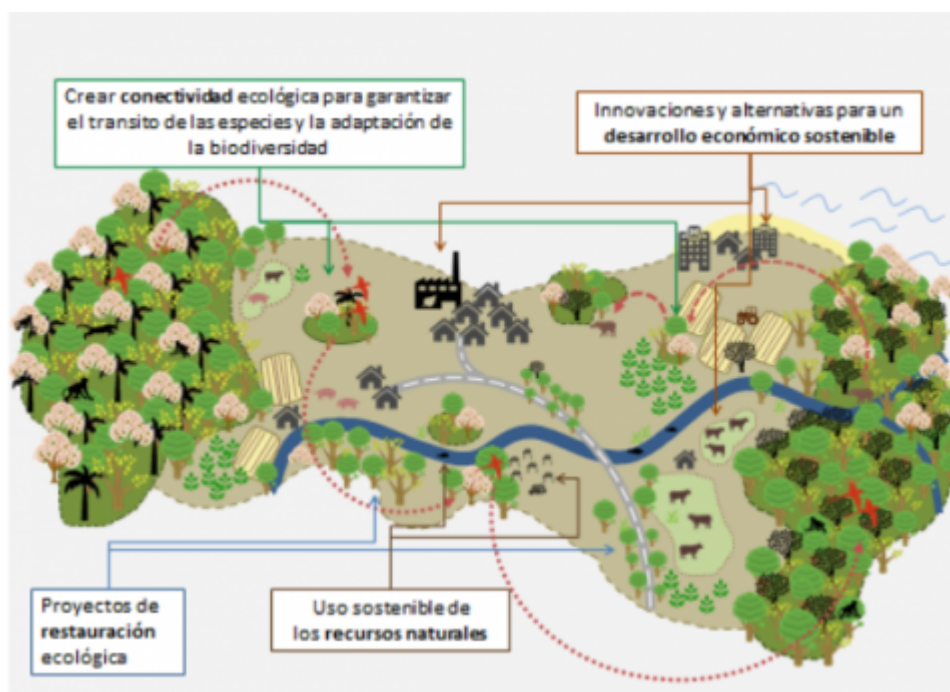 Crear conectividad ecológica para garantizar
el transito de las especies y la adaptación de
la biodiversidad
Innovaciones y alternativas para un
desarrollo económico sostenible
Proyectos de
restauración
ecológica
Uso sostenible de
los recursos naturales